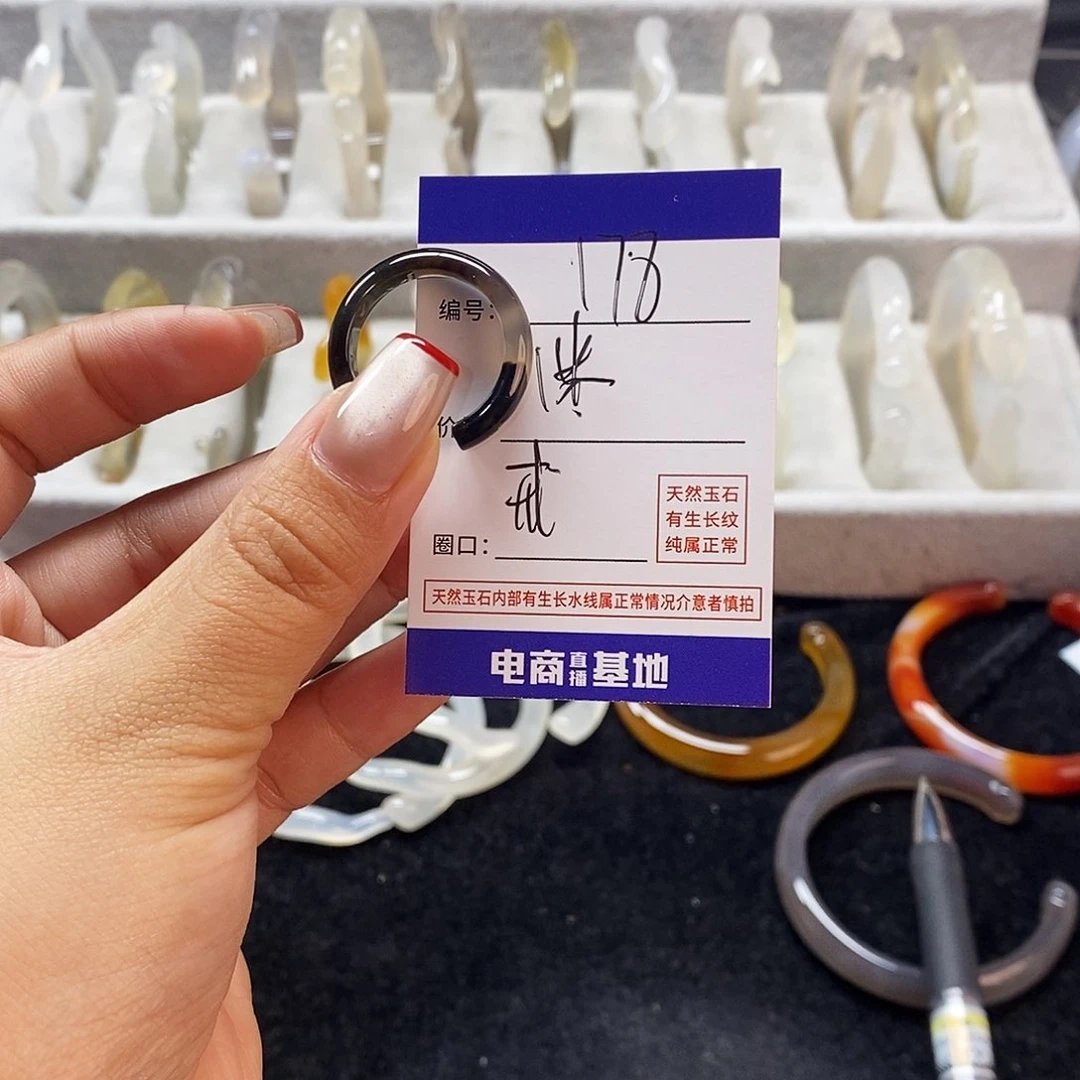 编号: 178
价
戒
圈口:
天然玉石
有生长纹
纯属正常
天然玉石内部有生长水线属正常情况介意者慎拍
电商直播基地